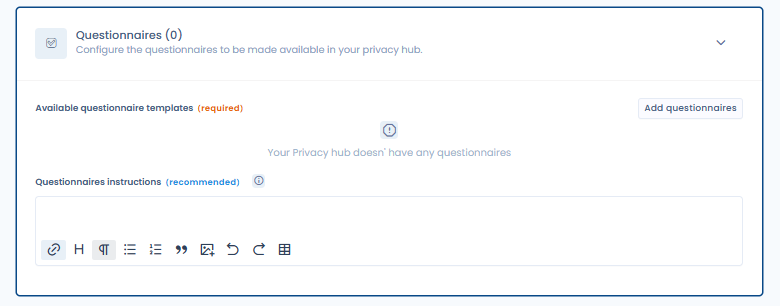 Questionnaires (0)
Configure the questionnaires to be made available in your privacy hub.
Available questionnaire templates (required)
Add questionnaires
Your Privacy hub doesn' have any questionnaires
Questionnaires instructions (recommended)
H